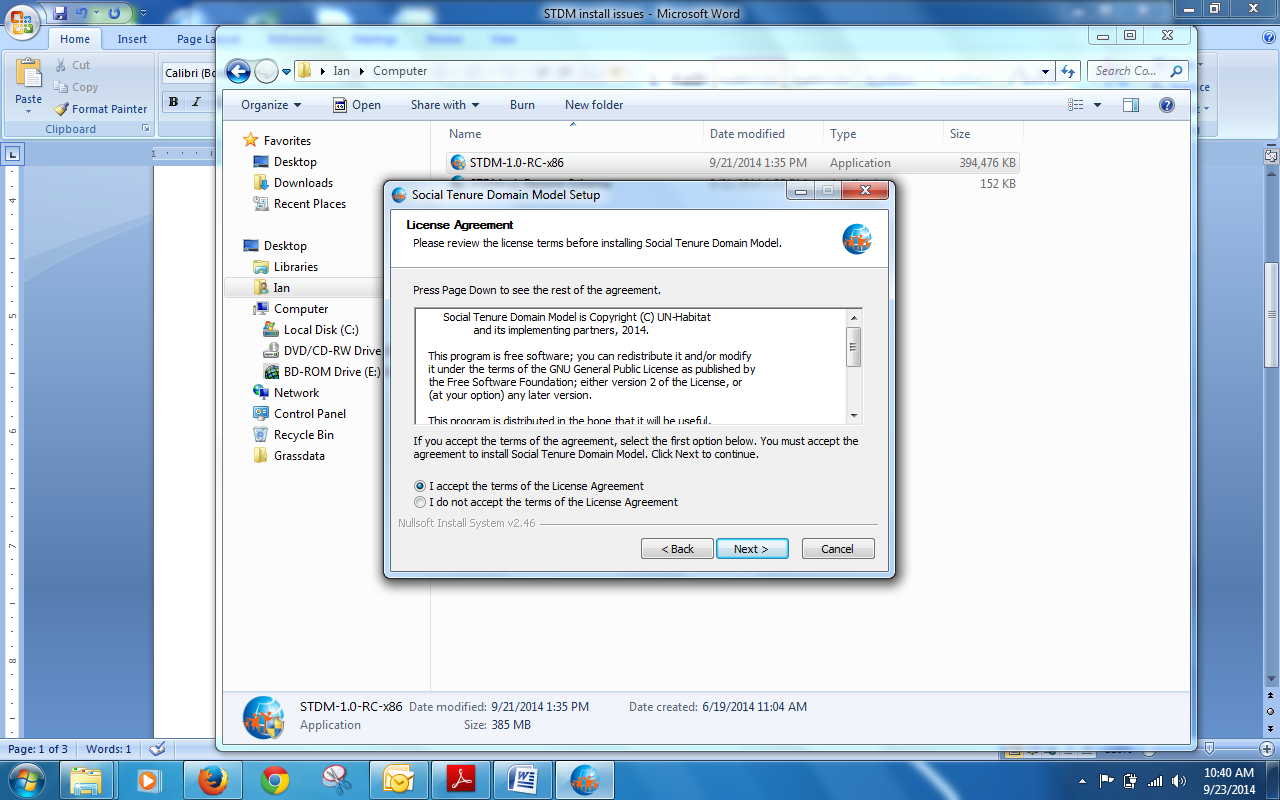 STDM install issues - Microsoft Word
Home Insert Page La
Cut
Copy
Format Painter
Paste
Clipboard
Calibri (Bo
B I
Ian Computer
Search Co...
Organize Open Share with Burn New folder
Name Date modified Type Size
STDM-1.0-RC-x86 9/21/2014 1:35 PM Application 394,476 KB
152 KB
Favorites
Desktop
Downloads
Recent Places
Desktop
Libraries
Ian
Computer
Local Disk (C:)
DVD/CD-RW Drive
BD-ROM Drive (E:)
Network
Control Panel
Recycle Bin
Grassdata
Social Tenure Domain Model Setup
License Agreement
Please review the license terms before installing Social Tenure Domain Model.
Press Page Down to see the rest of the agreement.
Social Tenure Domain Model is Copyright (C) UN-Habitat
and its implementing partners, 2014.
This program is free software; you can redistribute it and/or modify
it under the terms of the GNU General Public License as published by
the Free Software Foundation; either version 2 of the License, or
(at your option) any later version.
This program is distributed in the hope that it will be useful,
If you accept the terms of the agreement, select the first option below. You must accept the
agreement to install Social Tenure Domain Model. Click Next to continue.
I accept the terms of the License Agreement
I do not accept the terms of the License Agreement
Nullsoft Install System v2.46
< Back Next > Cancel
STDM-1.0-RC-x86 Date modified: 9/21/2014 1:35 PM Date created: 6/19/2014 11:04 AM
Application Size: 385 MB
Page: 1 of 3 Words: 1
10:40 AM
9/23/2014